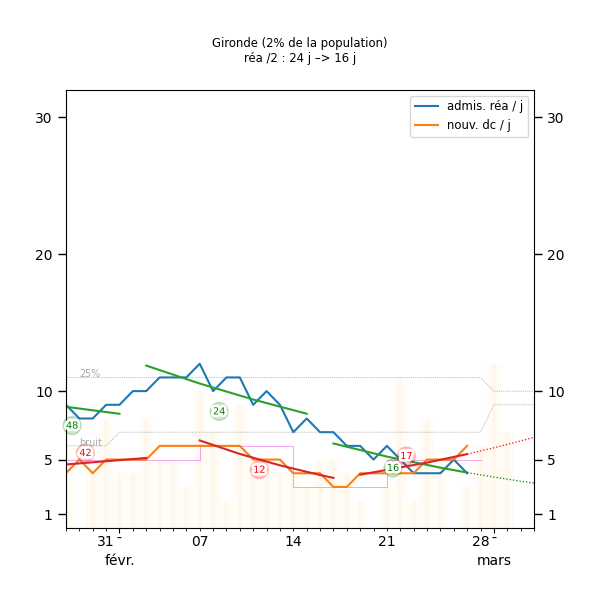 Gironde (2% de la population)
réa /2 : 24 j –> 16 j
admis. réa / j
nouv. dc / j
30 30
20 20
25%
10 10
24
48
bruit
42
17
16
12
5 5
1 1
31 - 07 14 21 28 -
févr. mars